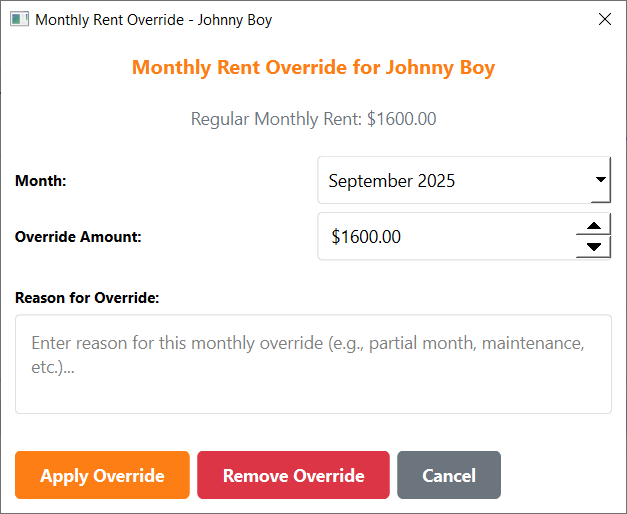 Monthly Rent Override - Johnny Boy
Monthly Rent Override for Johnny Boy
Regular Monthly Rent: $1600.00
Month:
September 2025
Override Amount:
$1600.00
Reason for Override:
Enter reason for this monthly override (e.g., partial month, maintenance,
etc.)...
Apply Override
Remove Override
Cancel